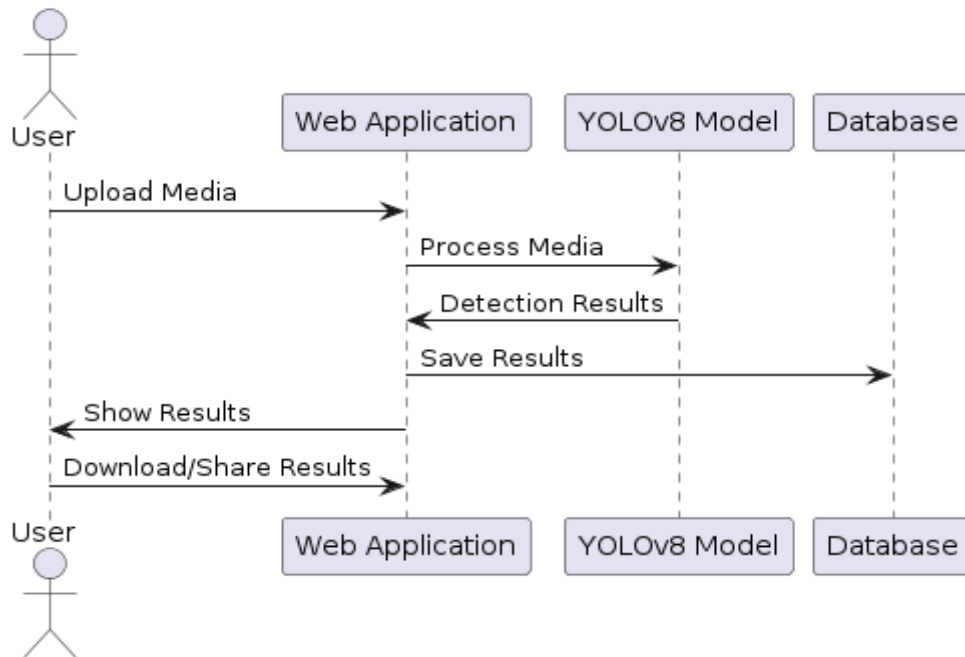 User
Web Application
YOLOv8 Model
Database
Upload Media
Process Media
Detection Results
Save Results
Show Results
Download/Share Results
User
Web Application
YOLOv8 Model
Database